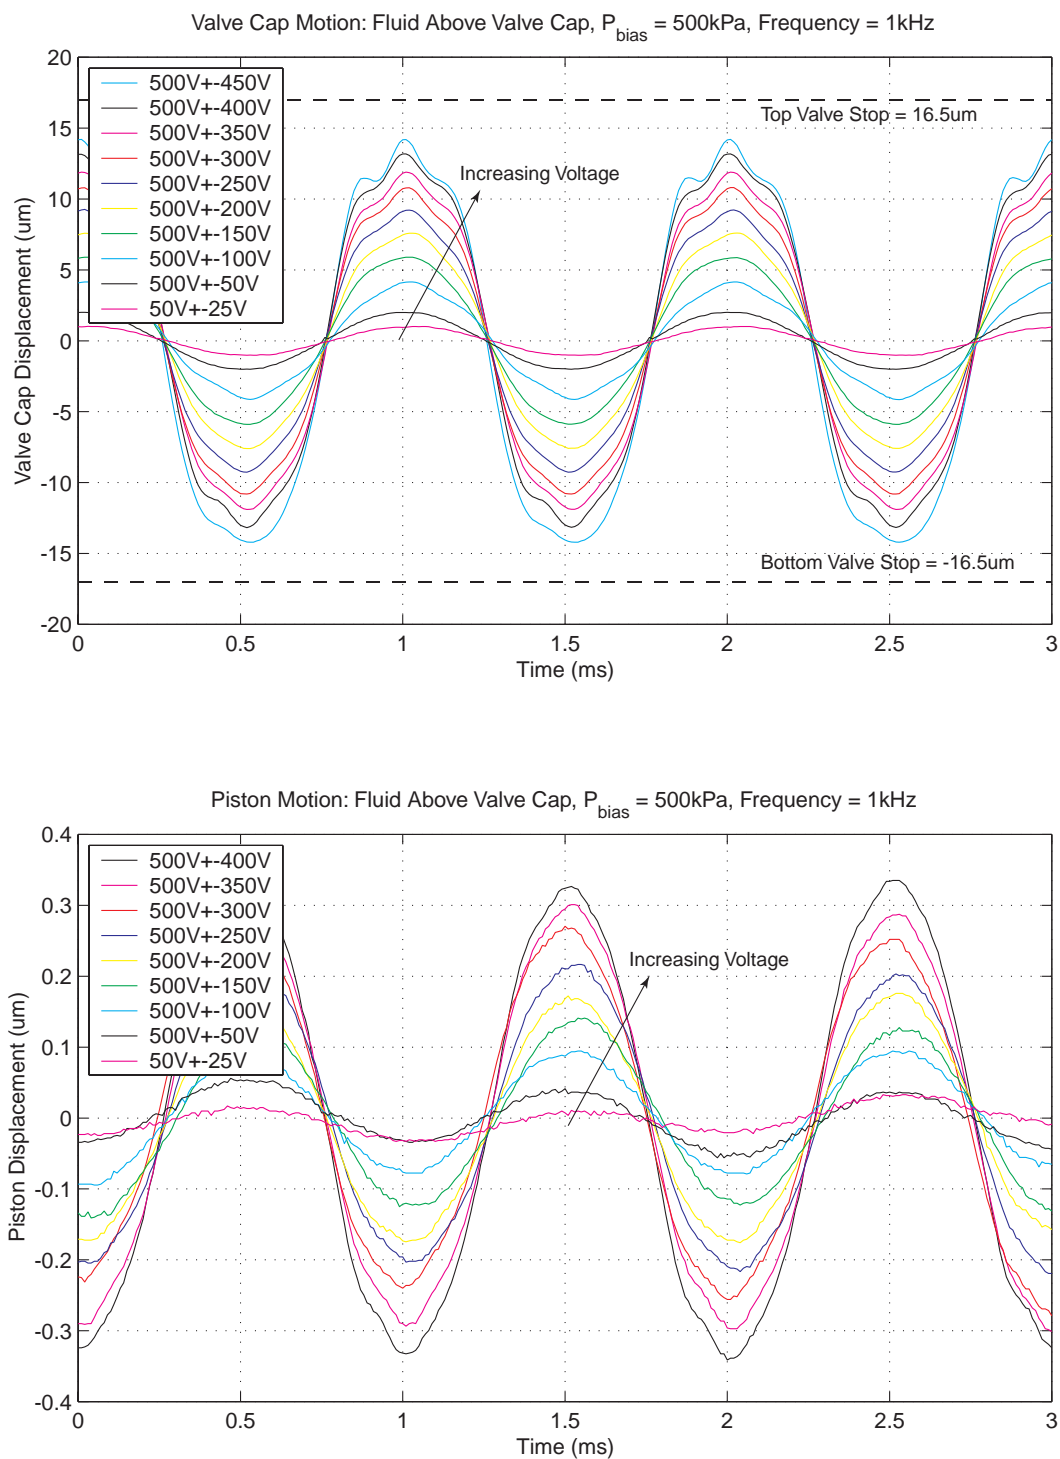 Valve Cap Motion: Fluid Above Valve Cap, Pbias = 500kPa, Frequency = 1kHz
20
15
10
5
0
-5
-10
-15
-20
Valve Cap Displacement (um)
500V+-450V
500V+-400V
500V+-350V
500V+-300V
500V+-250V
500V+-200V
500V+-150V
500V+-100V
500V+-50V
50V+-25V
Top Valve Stop = 16.5um
Increasing Voltage
Bottom Valve Stop = -16.5um
0 0.5 1 1.5 2 2.5 3
Time (ms)
Piston Motion: Fluid Above Valve Cap, Pbias = 500kPa, Frequency = 1kHz
0.4
0.3
0.2
0.1
0
-0.1
-0.2
-0.3
-0.4
Piston Displacement (um)
500V+-400V
500V+-350V
500V+-300V
500V+-250V
500V+-200V
500V+-150V
500V+-100V
500V+-50V
50V+-25V
Increasing Voltage
0 0.5 1 1.5 2 2.5 3
Time (ms)